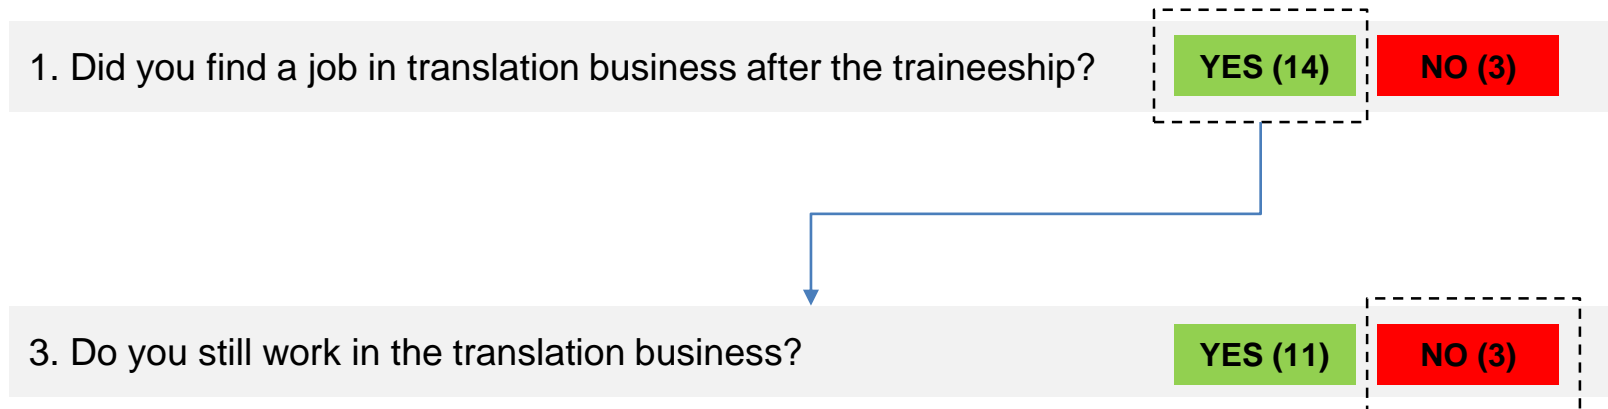 1. Did you find a job in translation business after the traineeship? YES (14) NO (3)
3. Do you still work in the translation business? YES (11) NO (3)